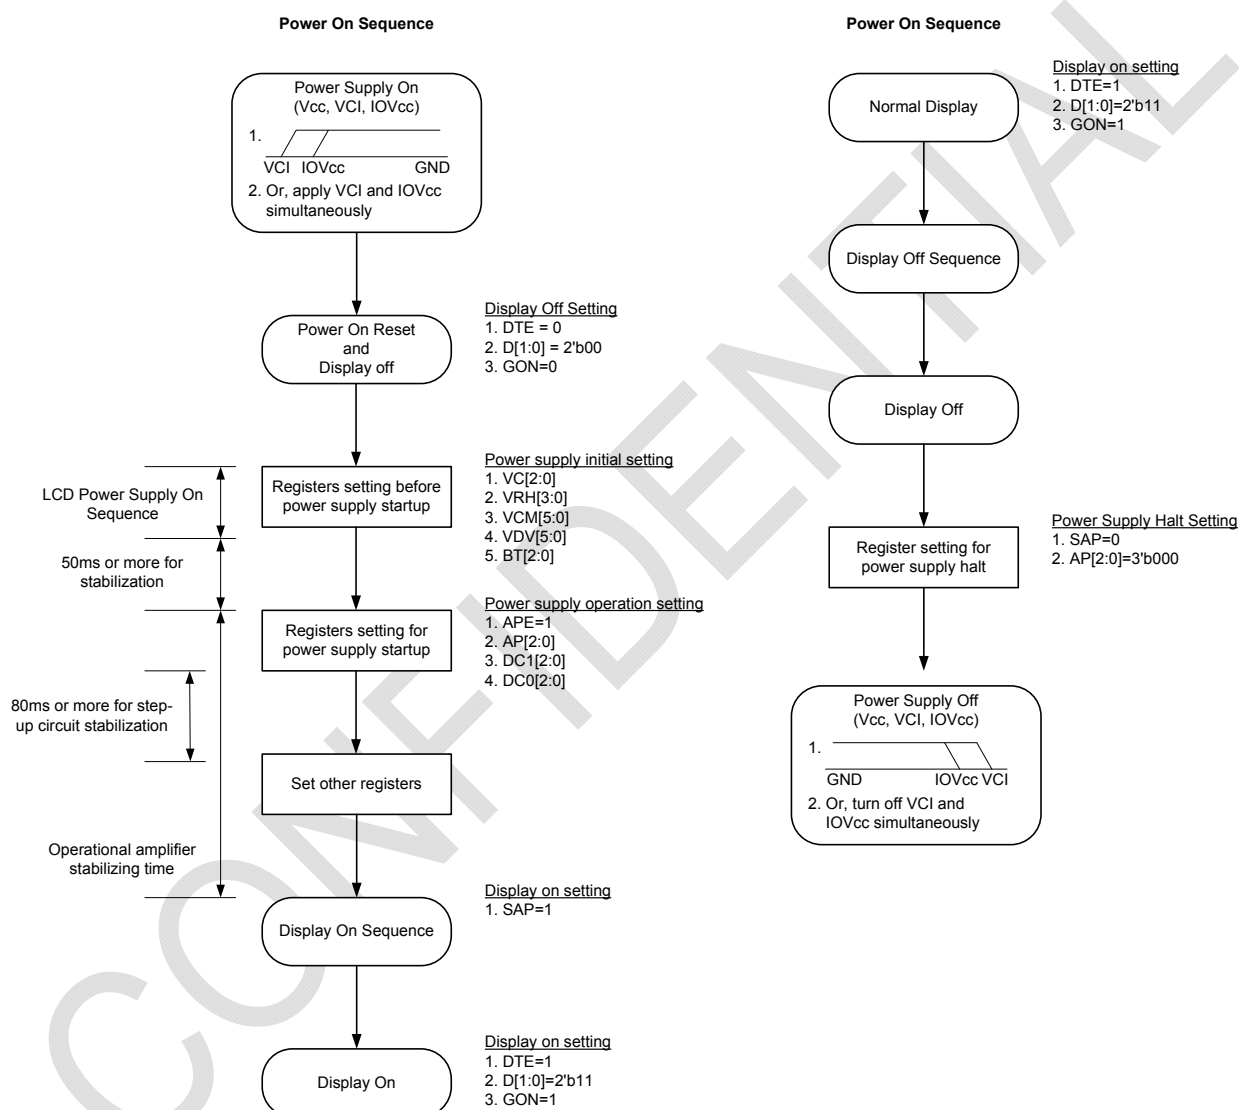 Power On Sequence
Power Supply On
(Vcc, VCI, IOVcc)
1.
VCI IOVcc GND
2. Or, apply VCI and IOVcc
simultaneously
Power On Reset
and
Display off
Display Off Setting
1. DTE = 0
2. D[1:0] = 2'b00
3. GON=0
LCD Power Supply On
Sequence
Registers setting before
power supply startup
Power supply initial setting
1. VC[2:0]
2. VRH[3:0]
3. VCM[5:0]
4. VDV[5:0]
5. BT[2:0]
50ms or more for
stabilization
Registers setting for
power supply startup
Power supply operation setting
1. APE=1
2. AP[2:0]
3. DC1[2:0]
4. DC0[2:0]
80ms or more for step-
up circuit stabilization
Set other registers
Operational amplifier
stabilizing time
Display On Sequence
Display on setting
1. SAP=1
Display On
Display on setting
1. DTE=1
2. D[1:0]=2'b11
3. GON=1
Power On Sequence
Normal Display
Display on setting
1. DTE=1
2. D[1:0]=2'b11
3. GON=1
Display Off Sequence
Display Off
Register setting for
power supply halt
Power Supply Halt Setting
1. SAP=0
2. AP[2:0]=3'b000
Power Supply Off
(Vcc, VCI, IOVcc)
1.
GND IOVcc VCI
2. Or, turn off VCI and
IOVcc simultaneously
CONFIDENTIAL